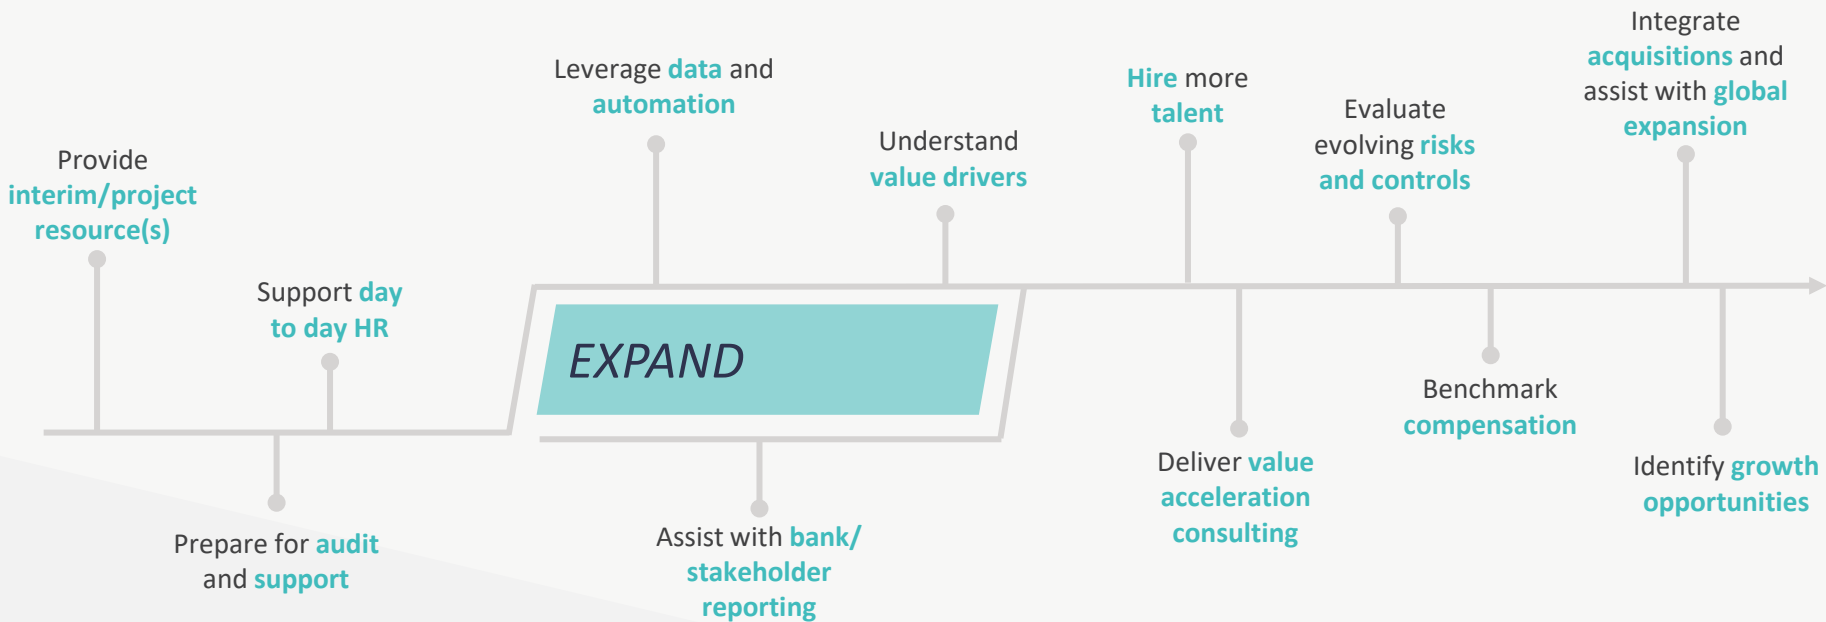 Provide
interim/project
resource(s)
Support day
to day HR
Prepare for audit
and support
Leverage data and
automation
Understand
value drivers
EXPAND
Assist with bank/
stakeholder
reporting
Hire more
talent
Deliver value
acceleration
consulting
Evaluate
evolving risks
and controls
Benchmark
compensation
Integrate
acquisitions and
assist with global
expansion
Identify growth
opportunities